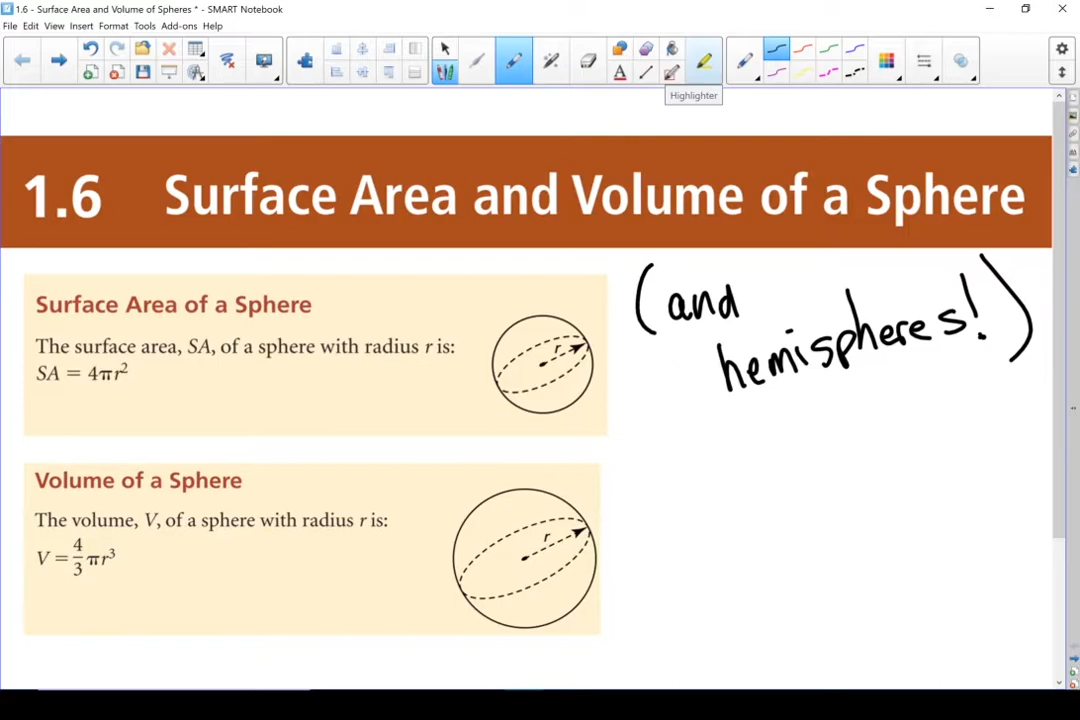 1.6 - Surface Area and Volume of Spheres * - SMART Notebook
File Edit View Insert Format Tools Add-ons Help
Highlighter
1.6 Surface Area and Volume of a Sphere
(and
hemispheres!)
Surface Area of a Sphere
The surface area, SA, of a sphere with radius r is:
SA = 4πr²
r
Volume of a Sphere
The volume, V, of a sphere with radius r is:
V = 4/3 πr³
r